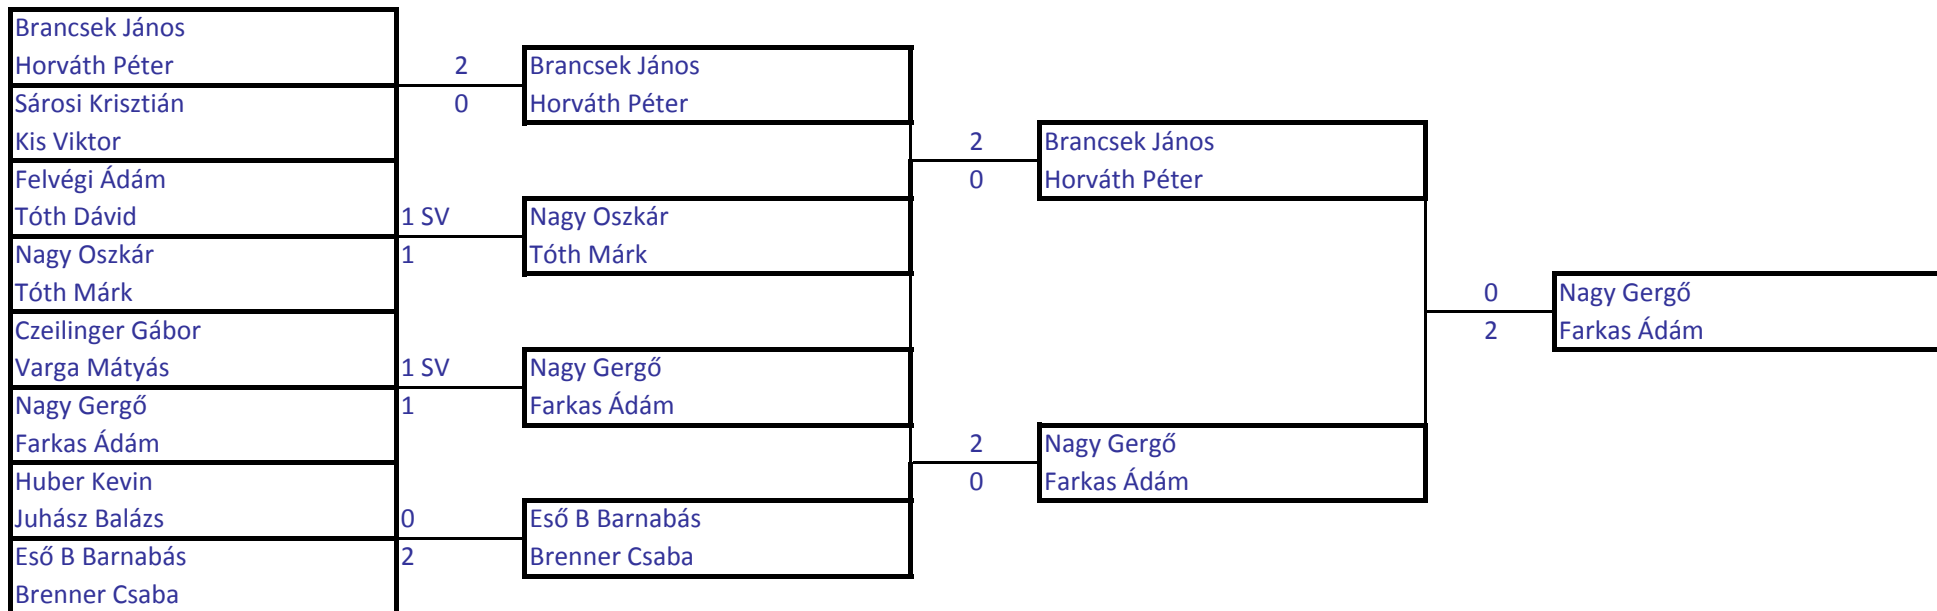 Brancsek János
Horváth Péter 2 Brancsek János
Sárosi Krisztián 0 Horváth Péter
Kis Viktor 2 Brancsek János
Felvégi Ádám 0 Horváth Péter
Tóth Dávid 1 SV Nagy Oszkár
Nagy Oszkár 1 Tóth Márk
Tóth Márk 0 Nagy Gergő
Czeilinger Gábor 2 Farkas Ádám
Varga Mátyás 1 SV Nagy Gergő
Nagy Gergő 1 Farkas Ádám
Farkas Ádám 2 Nagy Gergő
Huber Kevin 0 Farkas Ádám
Juhász Balázs 0 Eső B Barnabás
Eső B Barnabás 2 Brenner Csaba
Brenner Csaba